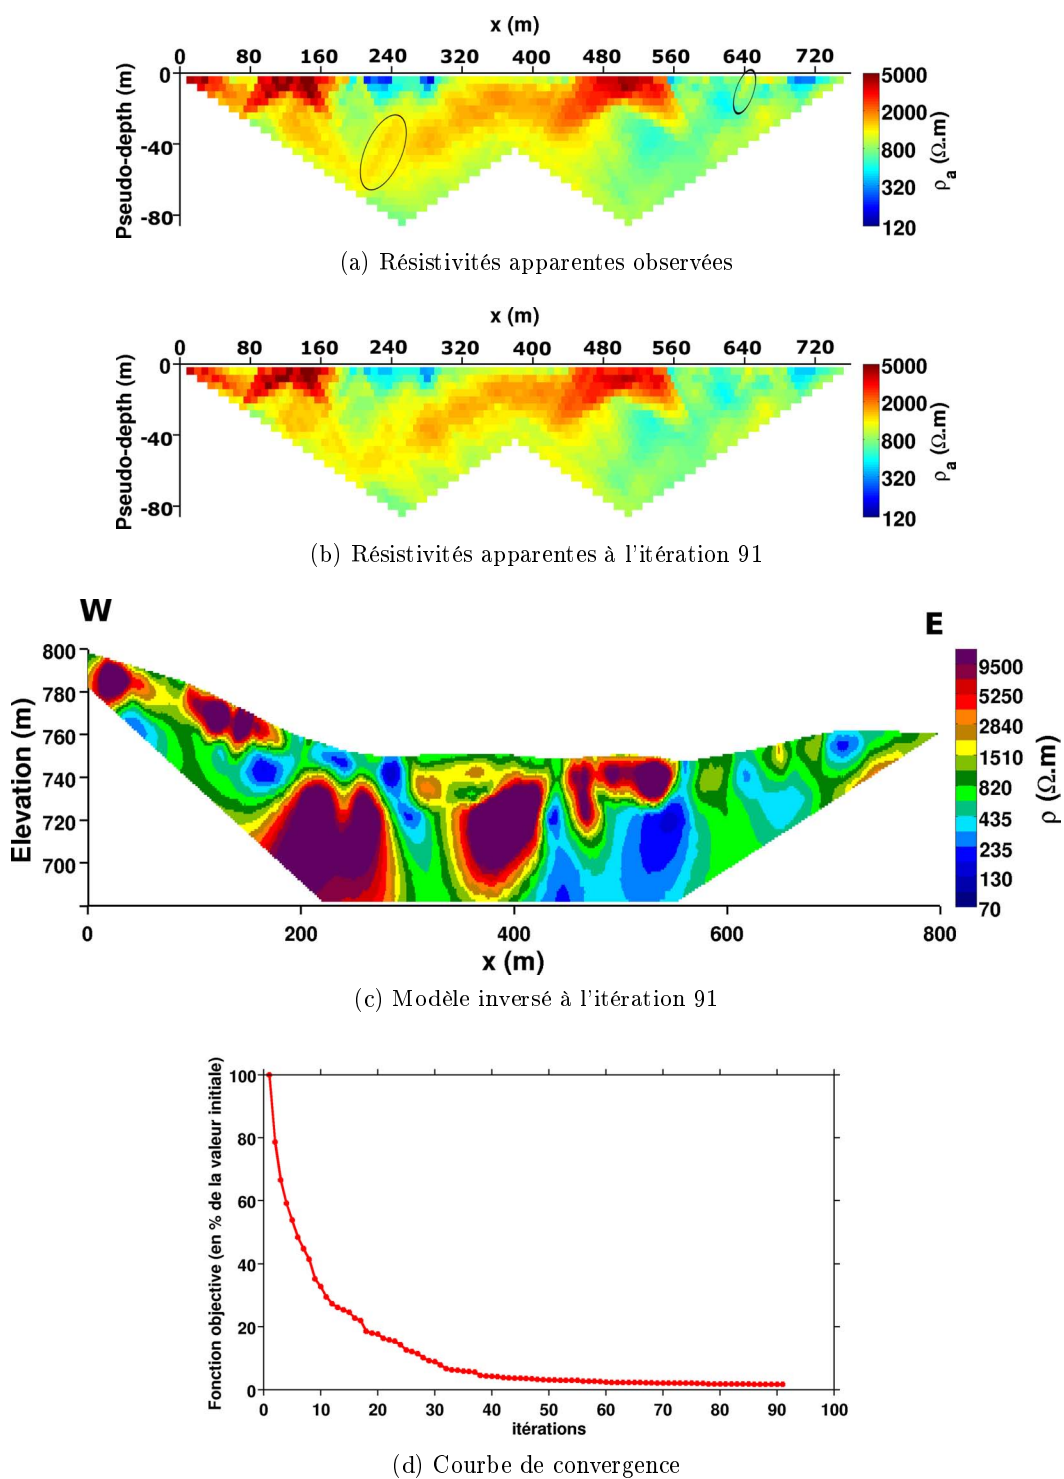 x (m)
0 80 160 240 320 400 480 560 640 720
Pseudo-depth (m)
0
-40
-80
5000
2000
800
320
120
ρa (Ω.m)
(a) Résistivités apparentes observées
x (m)
0 80 160 240 320 400 480 560 640 720
Pseudo-depth (m)
0
-40
-80
5000
2000
800
320
120
ρa (Ω.m)
(b) Résistivités apparentes à l'itération 91
W E
Elevation (m)
800
780
760
740
720
700
9500
5250
2840
1510
820
435
235
130
70
ρ (Ω.m)
0 200 400 600 800
x (m)
(c) Modèle inversé à l'itération 91
Fonction objective (en % de la valeur initiale)
100
80
60
40
20
0
0 10 20 30 40 50 60 70 80 90 100
itérations
(d) Courbe de convergence